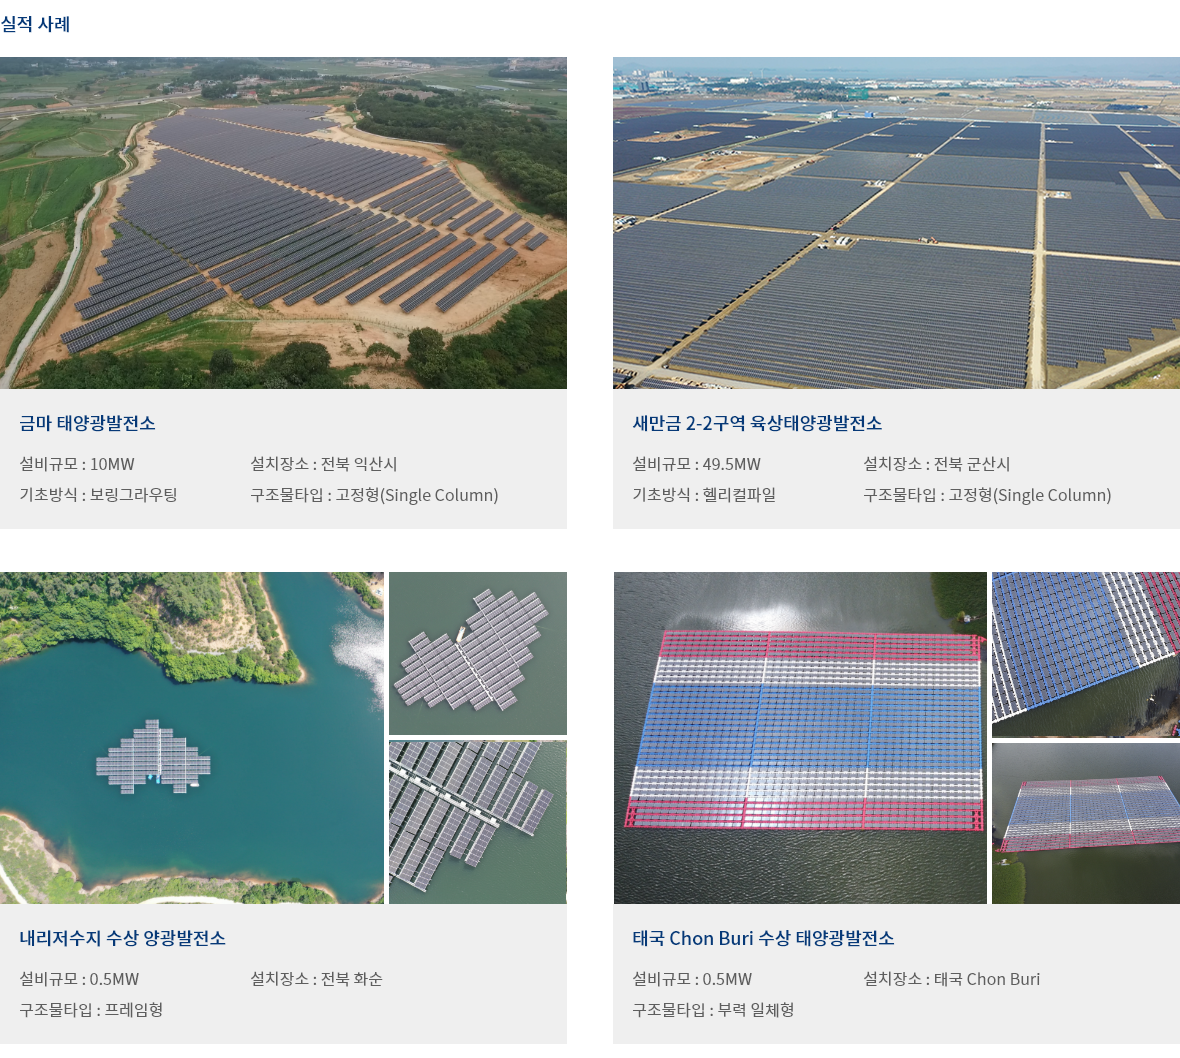 실적 사례
금마 태양광발전소
설비규모 : 10MW
설치장소 : 전북 익산시
기초방식 : 보링그라우팅
구조물타입 : 고정형(Single Column)
새만금 2-2구역 육상태양광발전소
설비규모 : 49.5MW
설치장소 : 전북 군산시
기초방식 : 헬리컬파일
구조물타입 : 고정형(Single Column)
내리저수지 수상 양광발전소
설비규모 : 0.5MW
설치장소 : 전북 화순
구조물타입 : 프레임형
태국 Chon Buri 수상 태양광발전소
설비규모 : 0.5MW
설치장소 : 태국 Chon Buri
구조물타입 : 부력 일체형